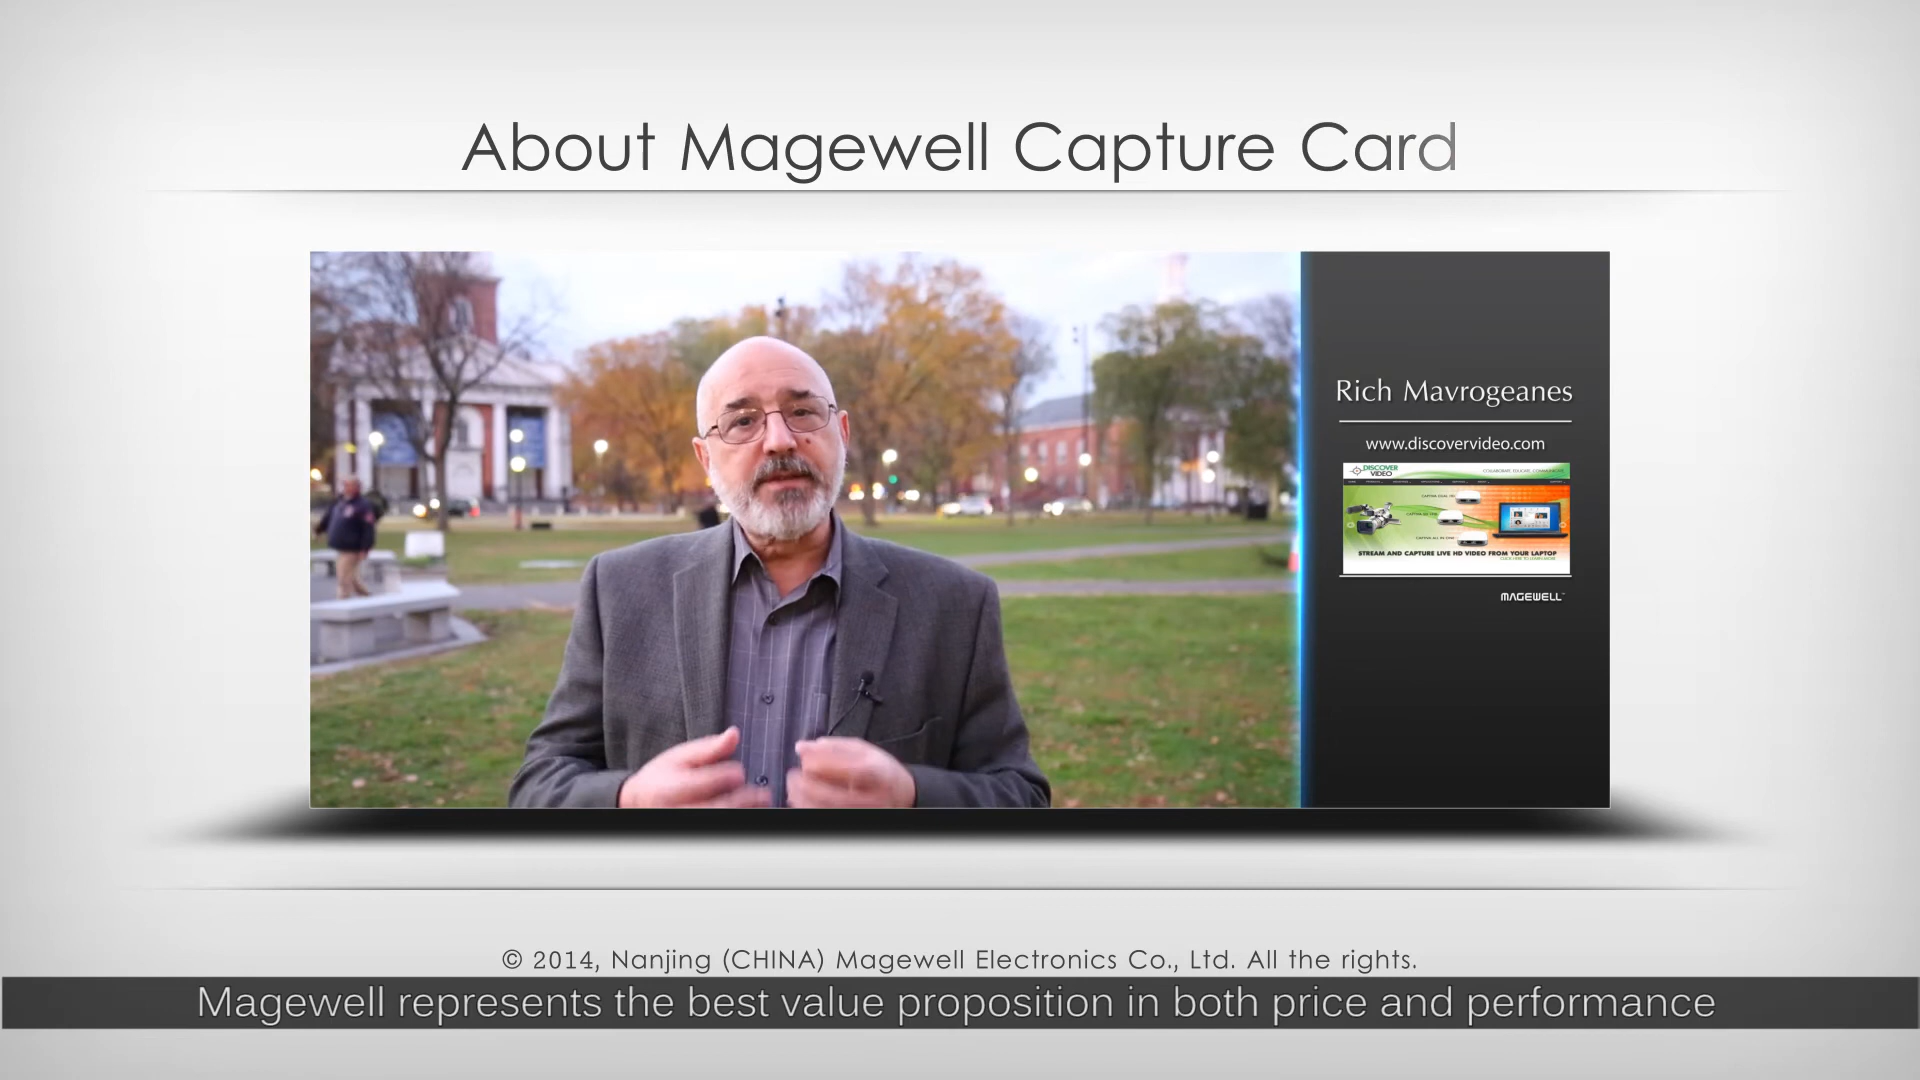 About Magewell Capture Card
Rich Mavrogeanes
www.discovervideo.com
DISCOVER
VIDEO
STREAM AND CAPTURE LIVE HD VIDEO FROM YOUR LAPTOP
MAGEWELL
© 2014, Nanjing (CHINA) Magewell Electronics Co., Ltd. All the rights.
Magewell represents the best value proposition in both price and performance